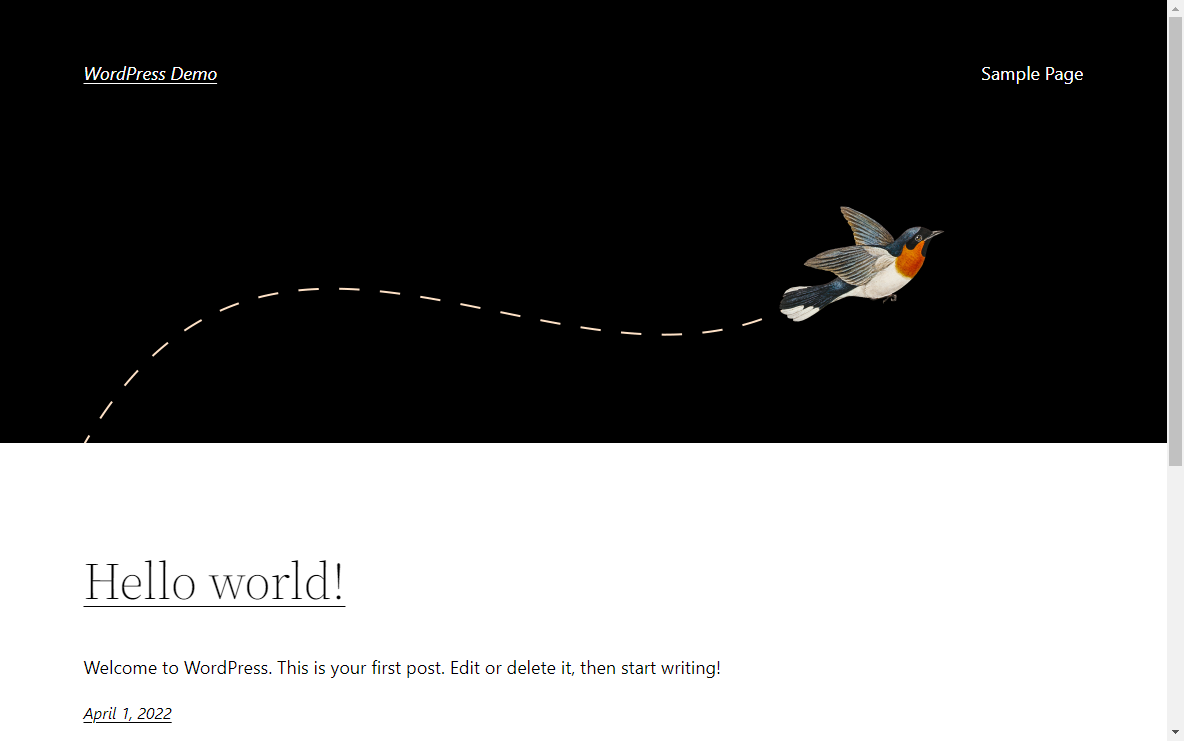 WordPress Demo
Sample Page
Hello world!
Welcome to WordPress. This is your first post. Edit or delete it, then start writing!
April 1, 2022